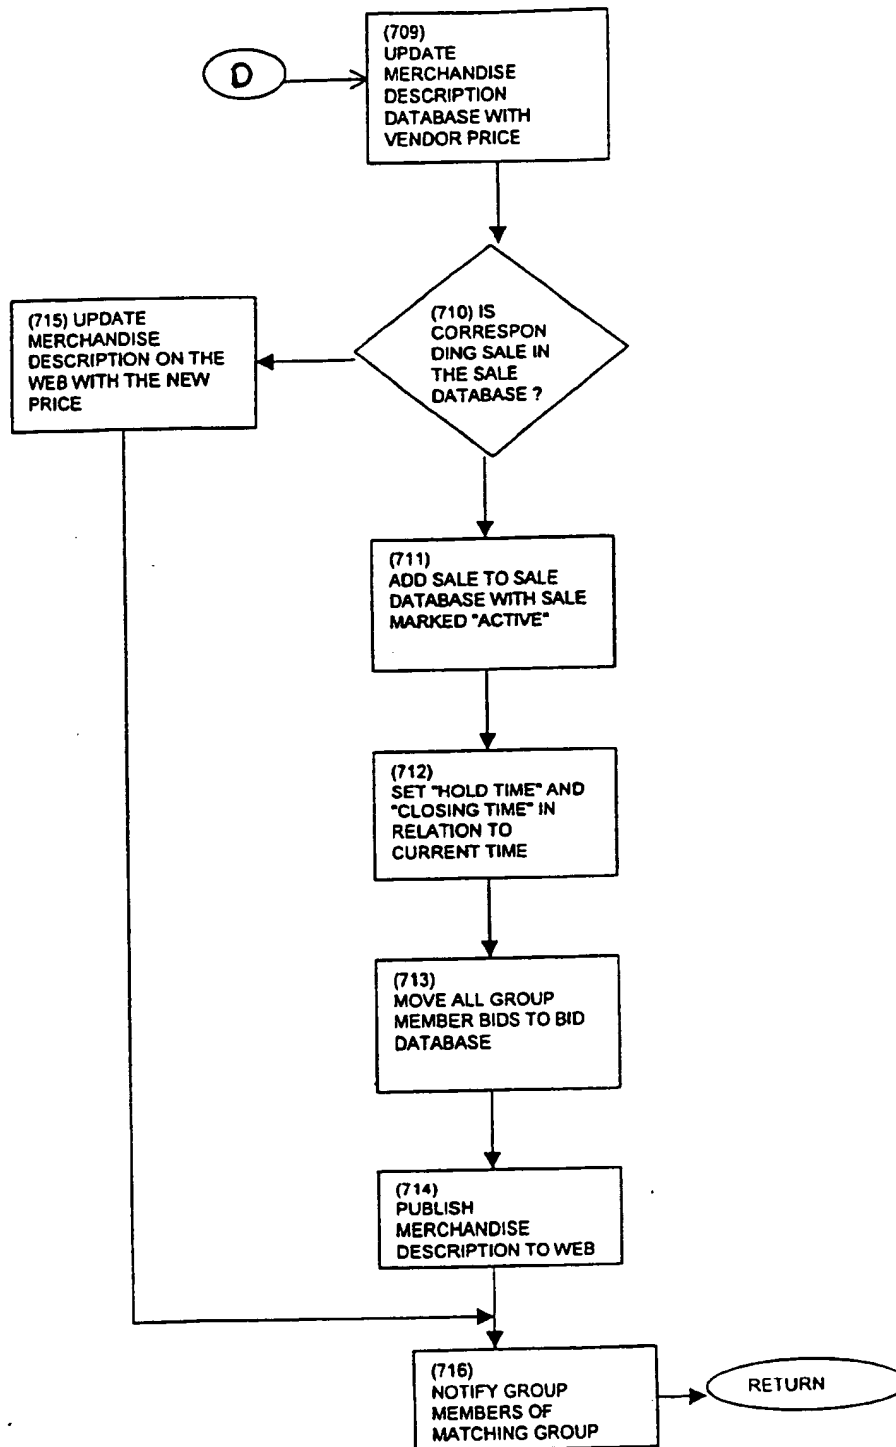 D
(709)
UPDATE
MERCHANDISE
DESCRIPTION
DATABASE WITH
VENDOR PRICE
(710) IS
CORRESPON
DING SALE IN
THE SALE
DATABASE ?
(715) UPDATE
MERCHANDISE
DESCRIPTION ON THE
WEB WITH THE NEW
PRICE
(711)
ADD SALE TO SALE
DATABASE WITH SALE
MARKED "ACTIVE"
(712)
SET "HOLD TIME" AND
"CLOSING TIME" IN
RELATION TO
CURRENT TIME
(713)
MOVE ALL GROUP
MEMBER BIDS TO BID
DATABASE
(714)
PUBLISH
MERCHANDISE
DESCRIPTION TO WEB
(716)
NOTIFY GROUP
MEMBERS OF
MATCHING GROUP
RETURN